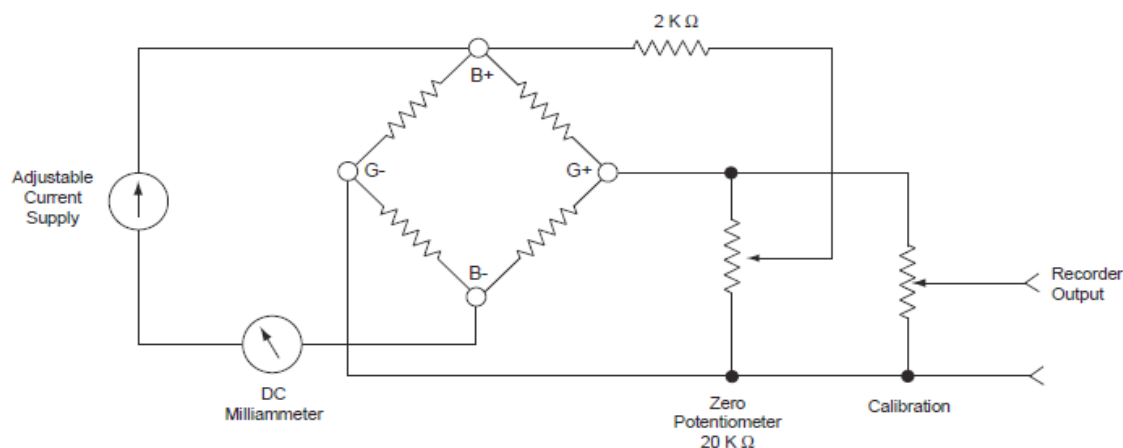 2 K Ω
B+
G-
G+
B-
Adjustable
Current
Supply
Recorder
Output
DC
Milliammeter
Zero
Potentiometer
20 K Ω
Calibration